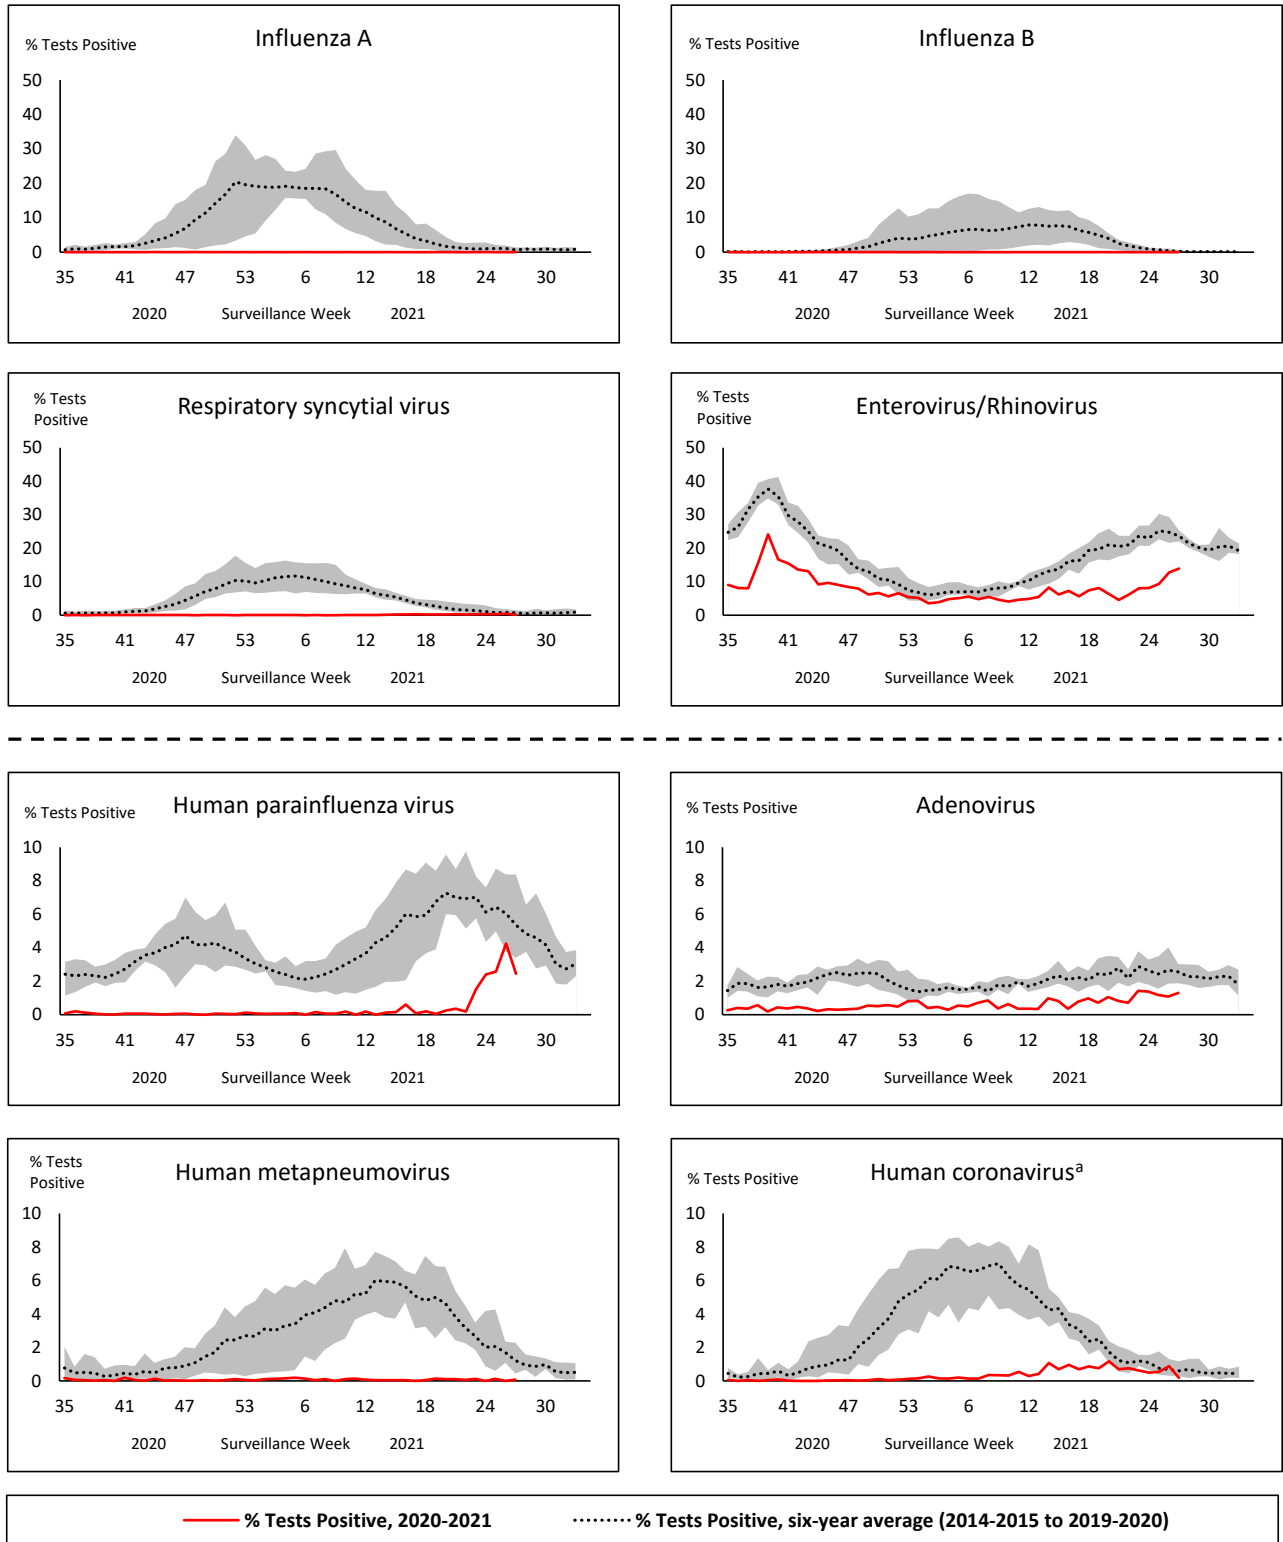 Influenza A
% Tests Positive
50
40
30
20
10
0
35 41 47 53 6 12 18 24 30
2020 Surveillance Week 2021
Influenza B
% Tests Positive
50
40
30
20
10
0
35 41 47 53 6 12 18 24 30
2020 Surveillance Week 2021
Respiratory syncytial virus
% Tests
Positive
50
40
30
20
10
0
35 41 47 53 6 12 18 24 30
2020 Surveillance Week 2021
Enterovirus/Rhinovirus
% Tests
Positive
50
40
30
20
10
0
35 41 47 53 6 12 18 24 30
2020 Surveillance Week 2021
Human parainfluenza virus
% Tests Positive
10
8
6
4
2
0
35 41 47 53 6 12 18 24 30
2020 Surveillance Week 2021
Adenovirus
% Tests Positive
10
8
6
4
2
0
35 41 47 53 6 12 18 24 30
2020 Surveillance Week 2021
Human metapneumovirus
% Tests
Positive
10
8
6
4
2
0
35 41 47 53 6 12 18 24 30
2020 Surveillance Week 2021
Human coronavirusᵃ
% Tests Positive
10
8
6
4
2
0
35 41 47 53 6 12 18 24 30
2020 Surveillance Week 2021
% Tests Positive, 2020-2021 % Tests Positive, six-year average (2014-2015 to 2019-2020)